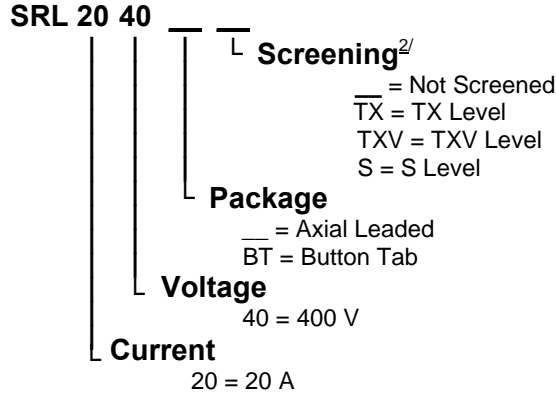 SRL 20 40 __ __
Screening2/
__ = Not Screened
TX = TX Level
TXV = TXV Level
S = S Level
Package
__ = Axial Leaded
BT = Button Tab
Voltage
40 = 400 V
Current
20 = 20 A